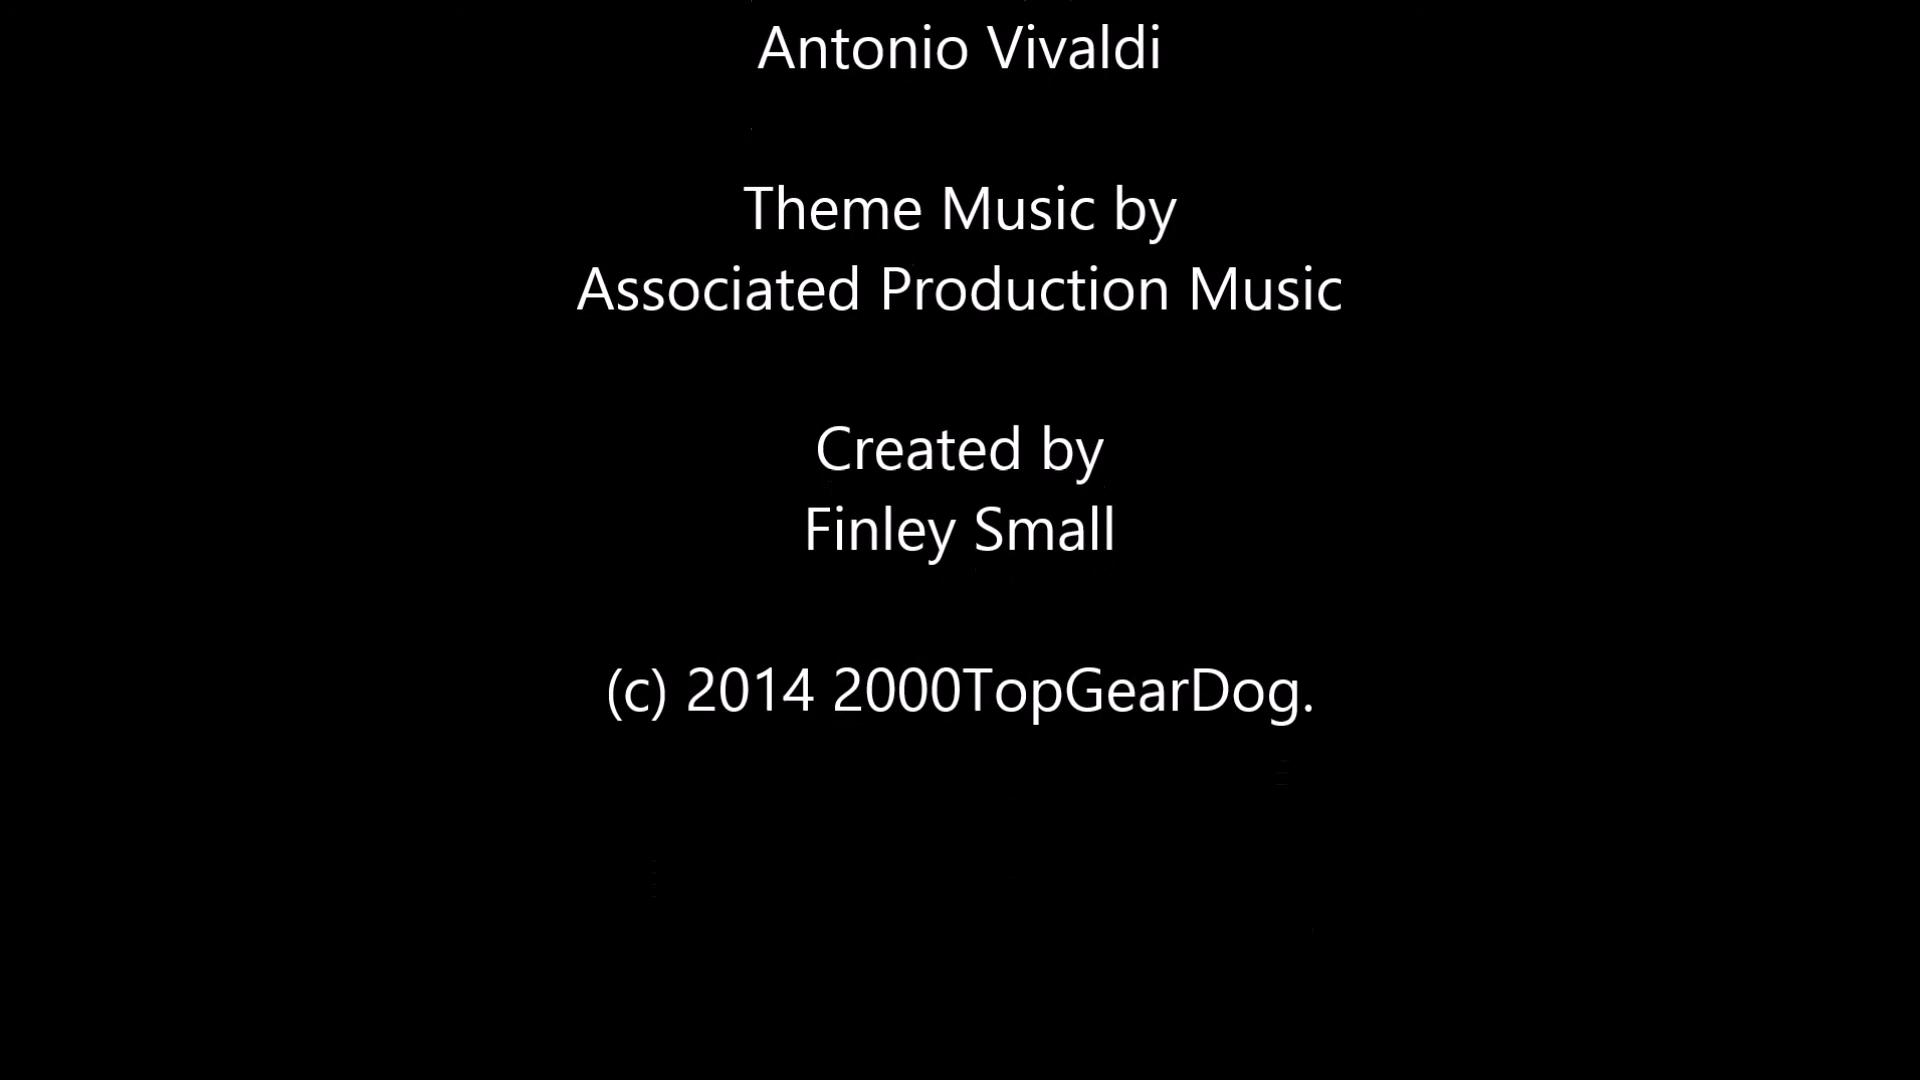 Antonio Vivaldi
Theme Music by
Associated Production Music
Created by
Finley Small
(c) 2014 2000TopGearDog.